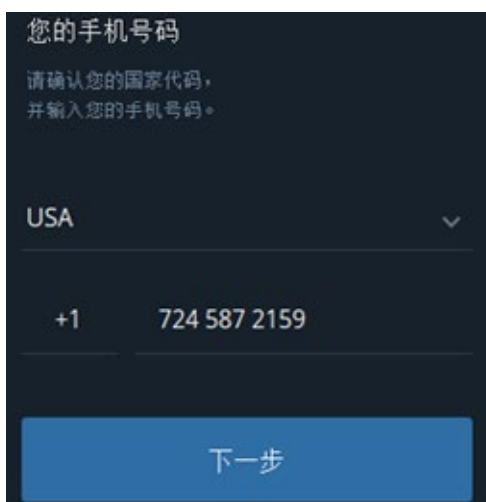 您的手机号码
请确认您的国家代码，
并输入您的手机号码。
USA
+1 724 587 2159
下一步